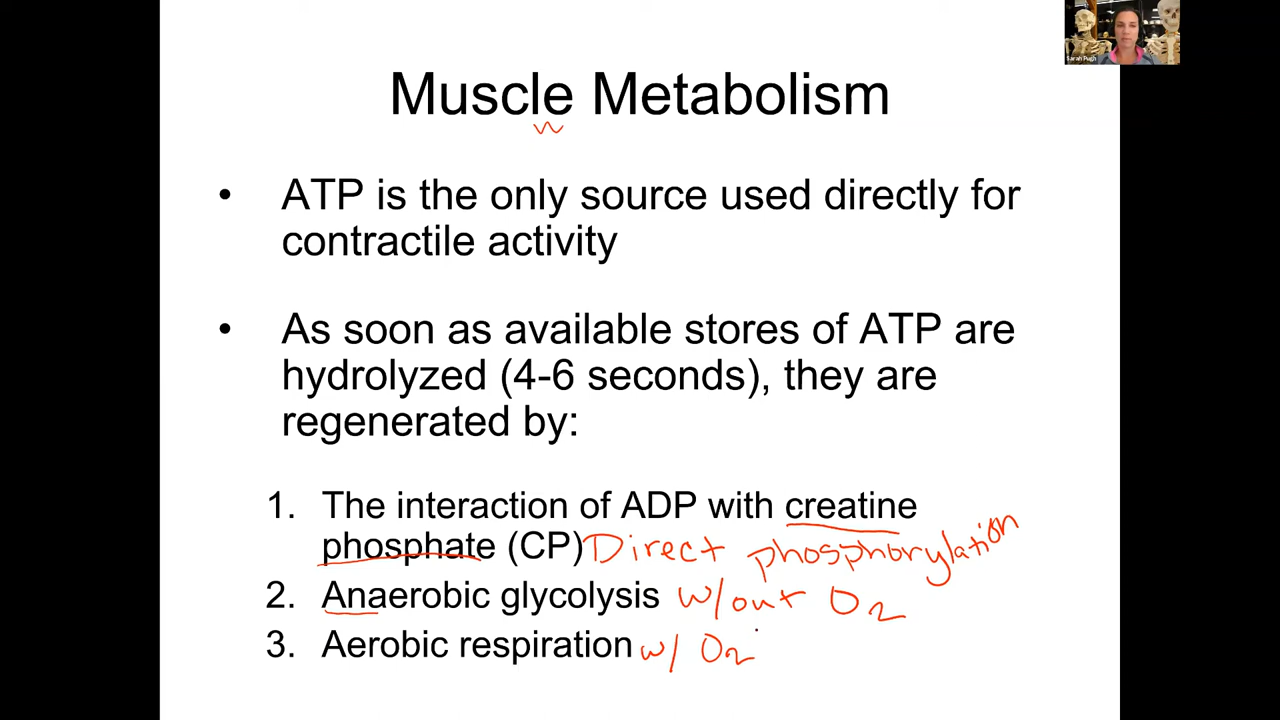 Sarah Pugh
Muscle Metabolism
• ATP is the only source used directly for
contractile activity
• As soon as available stores of ATP are
hydrolyzed (4-6 seconds), they are
regenerated by:
1. The interaction of ADP with creatine
phosphate (CP) Direct phosphorylation
2. Anaerobic glycolysis w/out O2
3. Aerobic respiration w/ O2